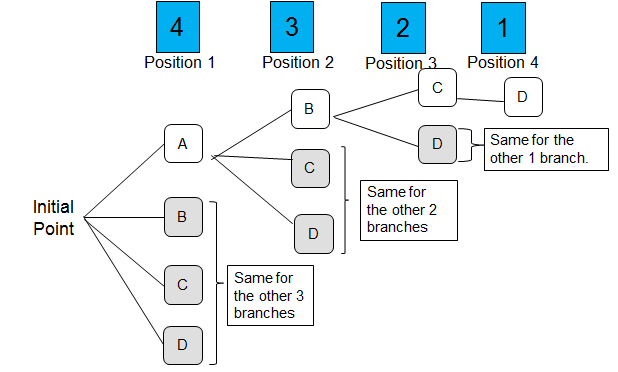 4 3 2 1
Position 1 Position 2 Position 3 Position 4
C
D
B
A
D
Same for the
other 1 branch.
C
Same for
the other 2
branches
D
Initial
Point
B
C
Same for
the other 3
branches
D